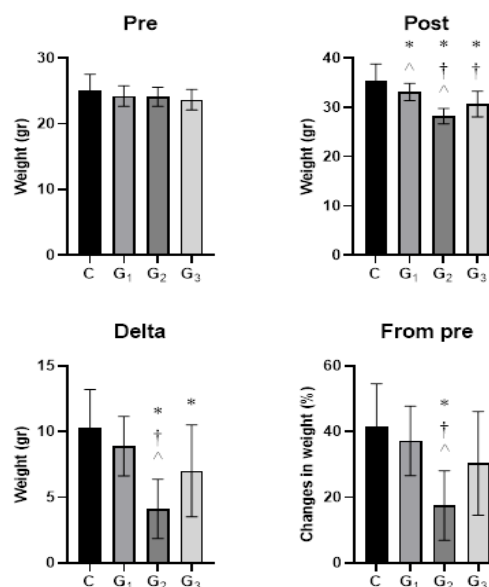 Pre
Weight (gr)
30
20
10
0
C G₁ G₂ G₃
Post
Weight (gr)
40
30
20
10
0
* * *
^ † †
^ ^
C G₁ G₂ G₃
Delta
Weight (gr)
15
10
5
0
* *
†
^
C G₁ G₂ G₃
From pre
Changes in weight (%)
60
40
20
0
*
†
^
C G₁ G₂ G₃